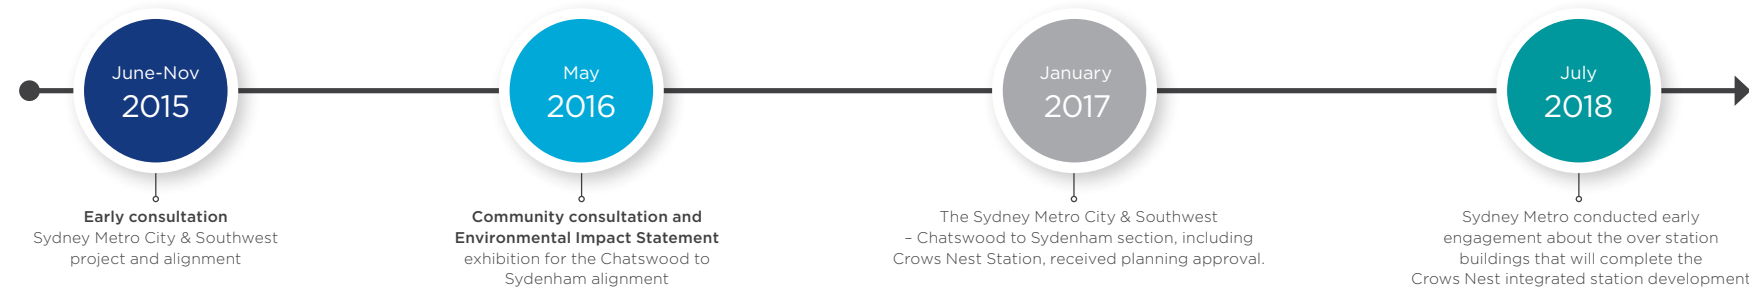 June-Nov
2015
Early consultation
Sydney Metro City & Southwest
project and alignment
May
2016
Community consultation and
Environmental Impact Statement
exhibition for the Chatswood to
Sydenham alignment
January
2017
The Sydney Metro City & Southwest
– Chatswood to Sydenham section, including
Crows Nest Station, received planning approval.
July
2018
Sydney Metro conducted early
engagement about the over station
buildings that will complete the
Crows Nest integrated station development